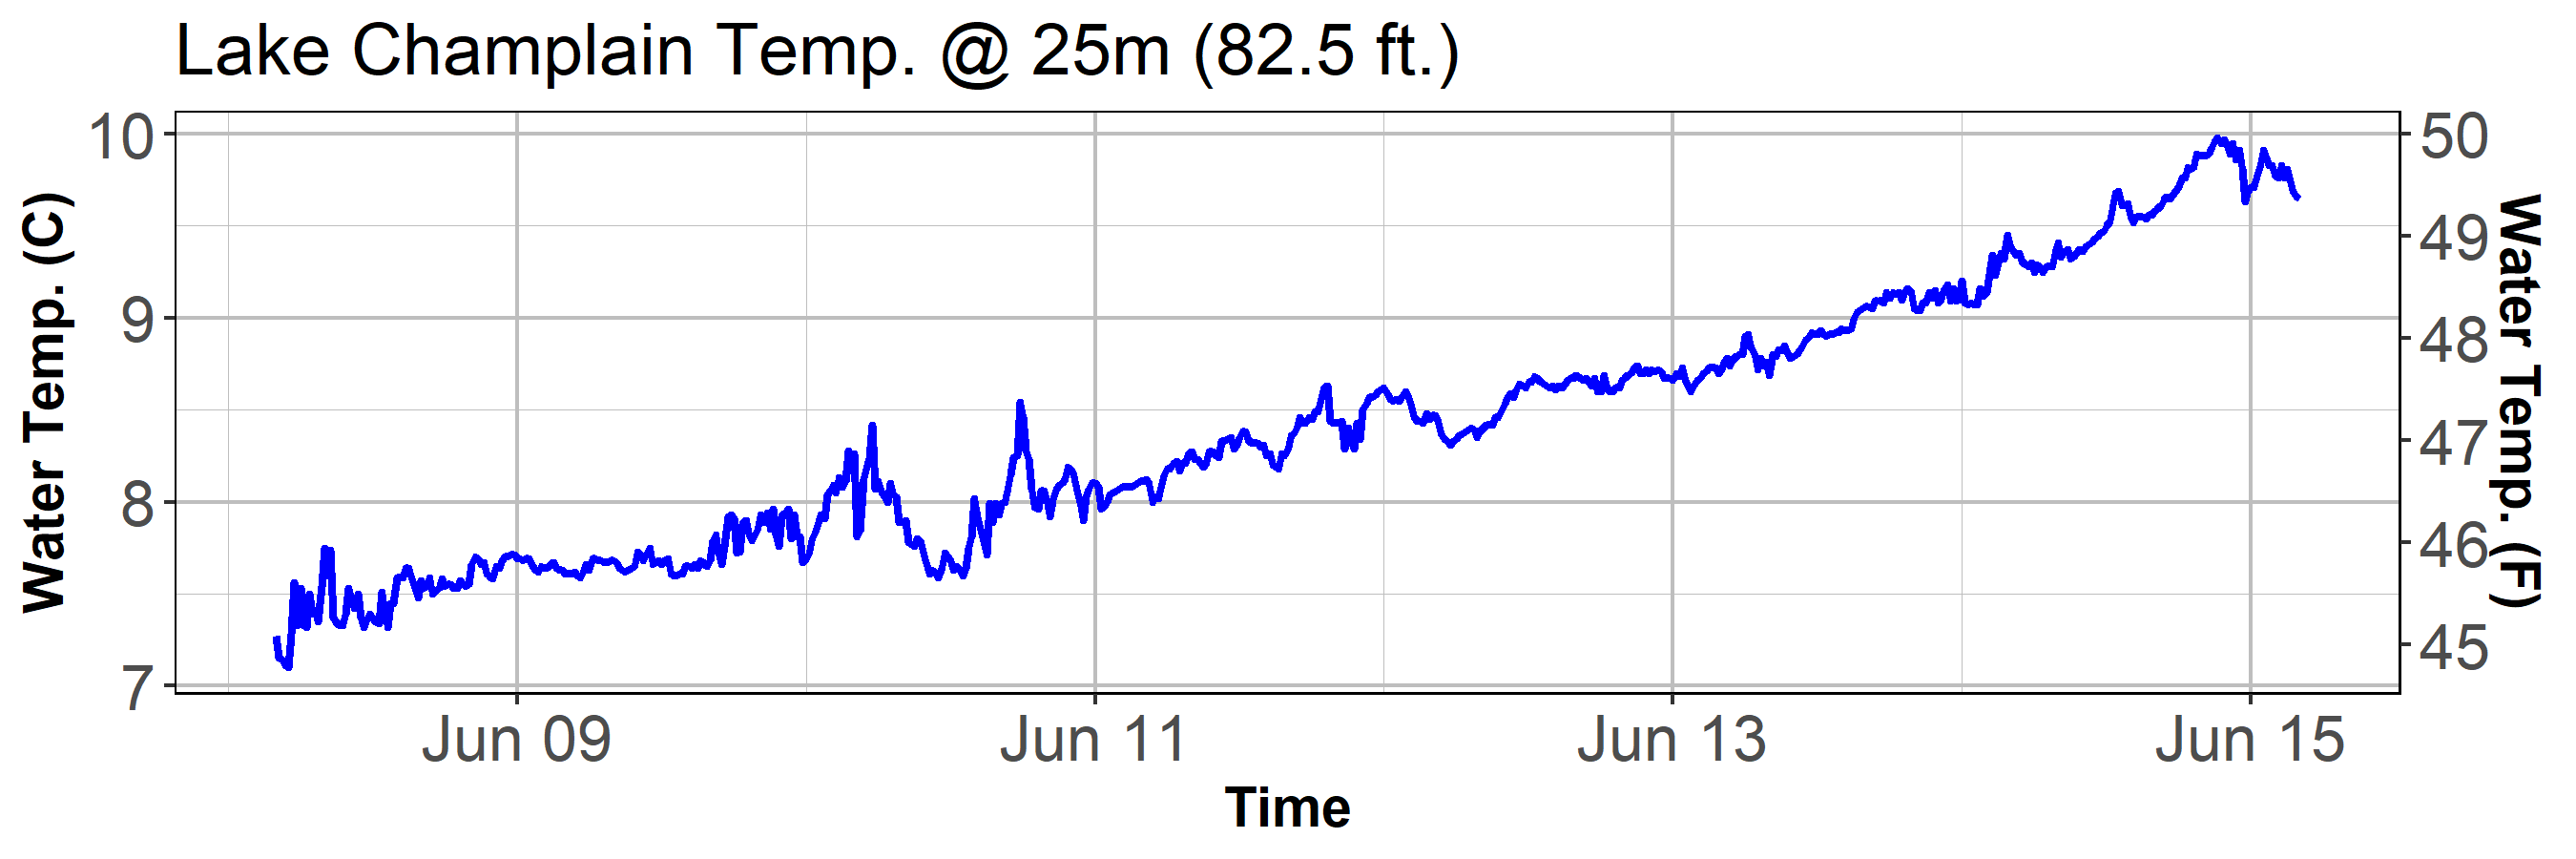 Lake Champlain Temp. @ 25m (82.5 ft.)
Water Temp. (C)
10
9
8
7
50
49
48
47
46
45
Water Temp. (F)
Jun 09 Jun 11 Jun 13 Jun 15
Time